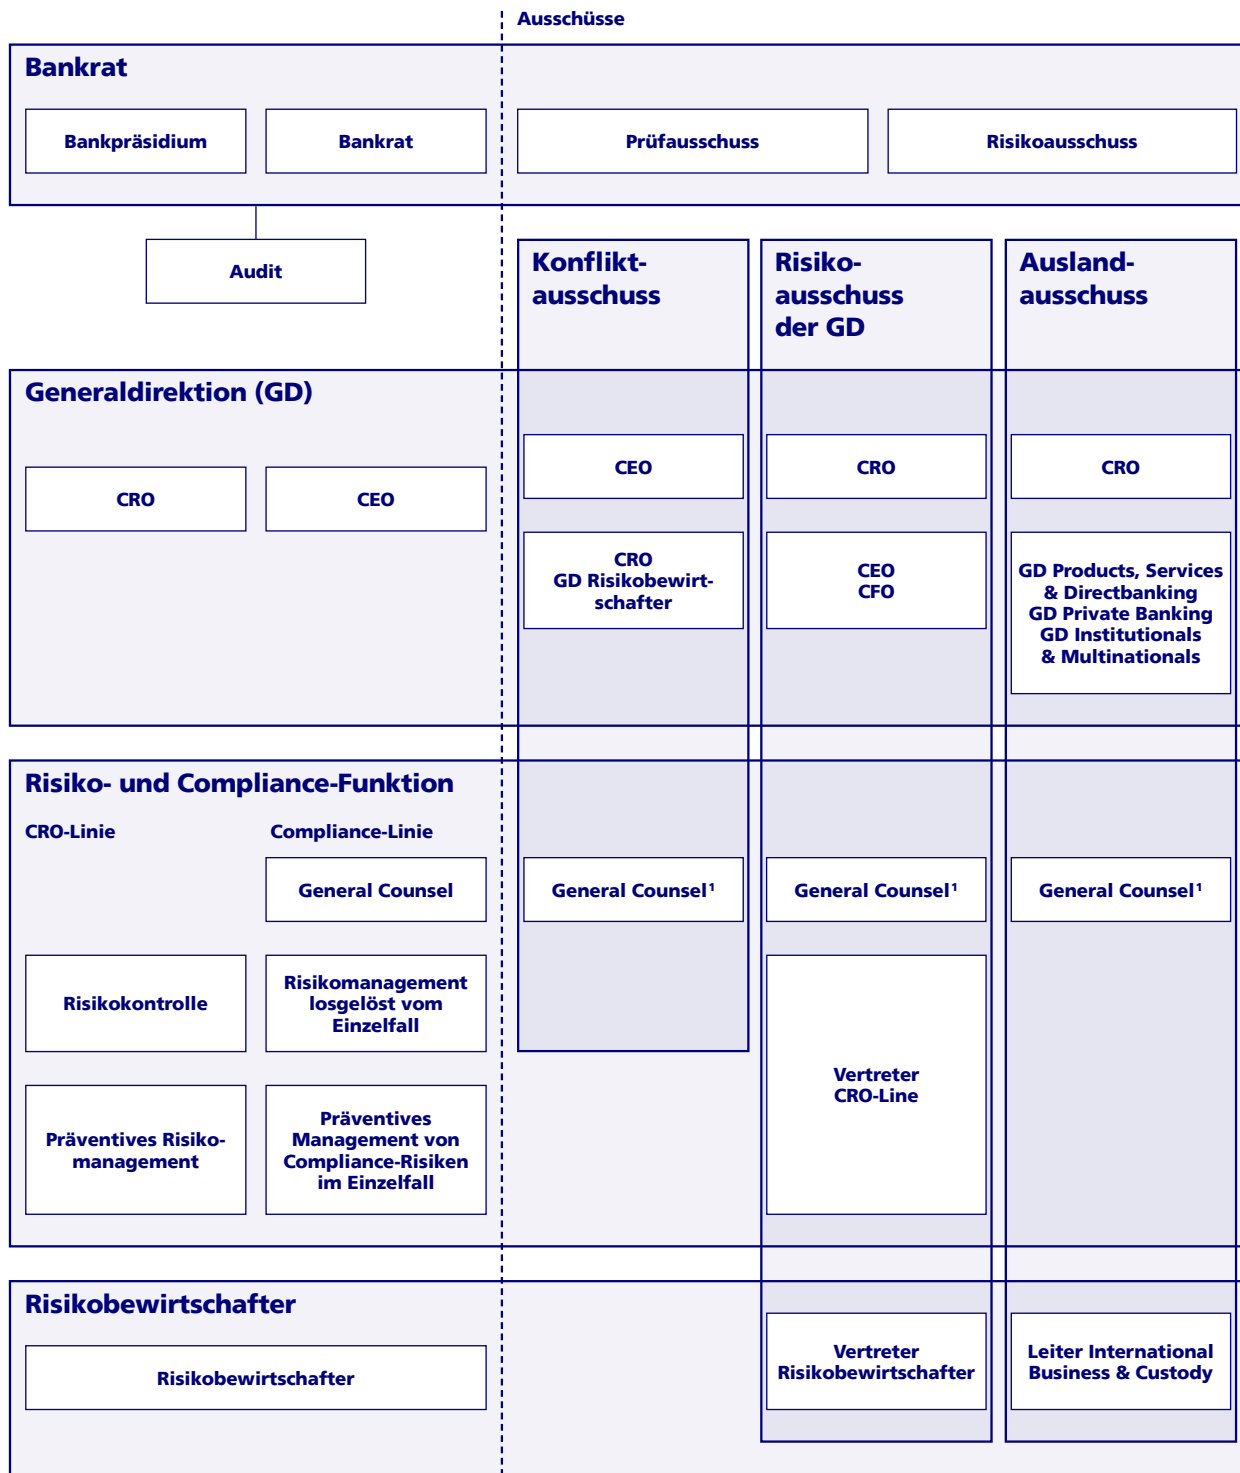 Ausschüsse
Bankrat
Bankpräsidium
Bankrat
Prüfausschuss
Risikoausschuss
Audit
Konflikt-
ausschuss
Risiko-
ausschuss
der GD
Ausland-
ausschuss
Generaldirektion (GD)
CRO
CEO
CEO
CRO
CRO
CRO
GD Risikobewirt-
schafter
CEO
CFO
GD Products, Services
& Directbanking
GD Private Banking
GD Institutionals
& Multinationals
Risiko- und Compliance-Funktion
CRO-Linie
Compliance-Linie
General Counsel
General Counsel¹
General Counsel¹
General Counsel¹
Risikokontrolle
Risikomanagement
losgelöst vom
Einzelfall
Vertreter
CRO-Line
Präventives Risiko-
management
Präventives
Management von
Compliance-Risiken
im Einzelfall
Risikobewirtschafter
Risikobewirtschafter
Vertreter
Risikobewirtschafter
Leiter International
Business & Custody